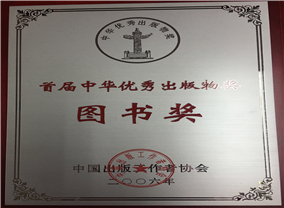 中华优秀出版物奖
首届中华优秀出版物奖
图书奖
中国出版工作者协会
二〇〇六年